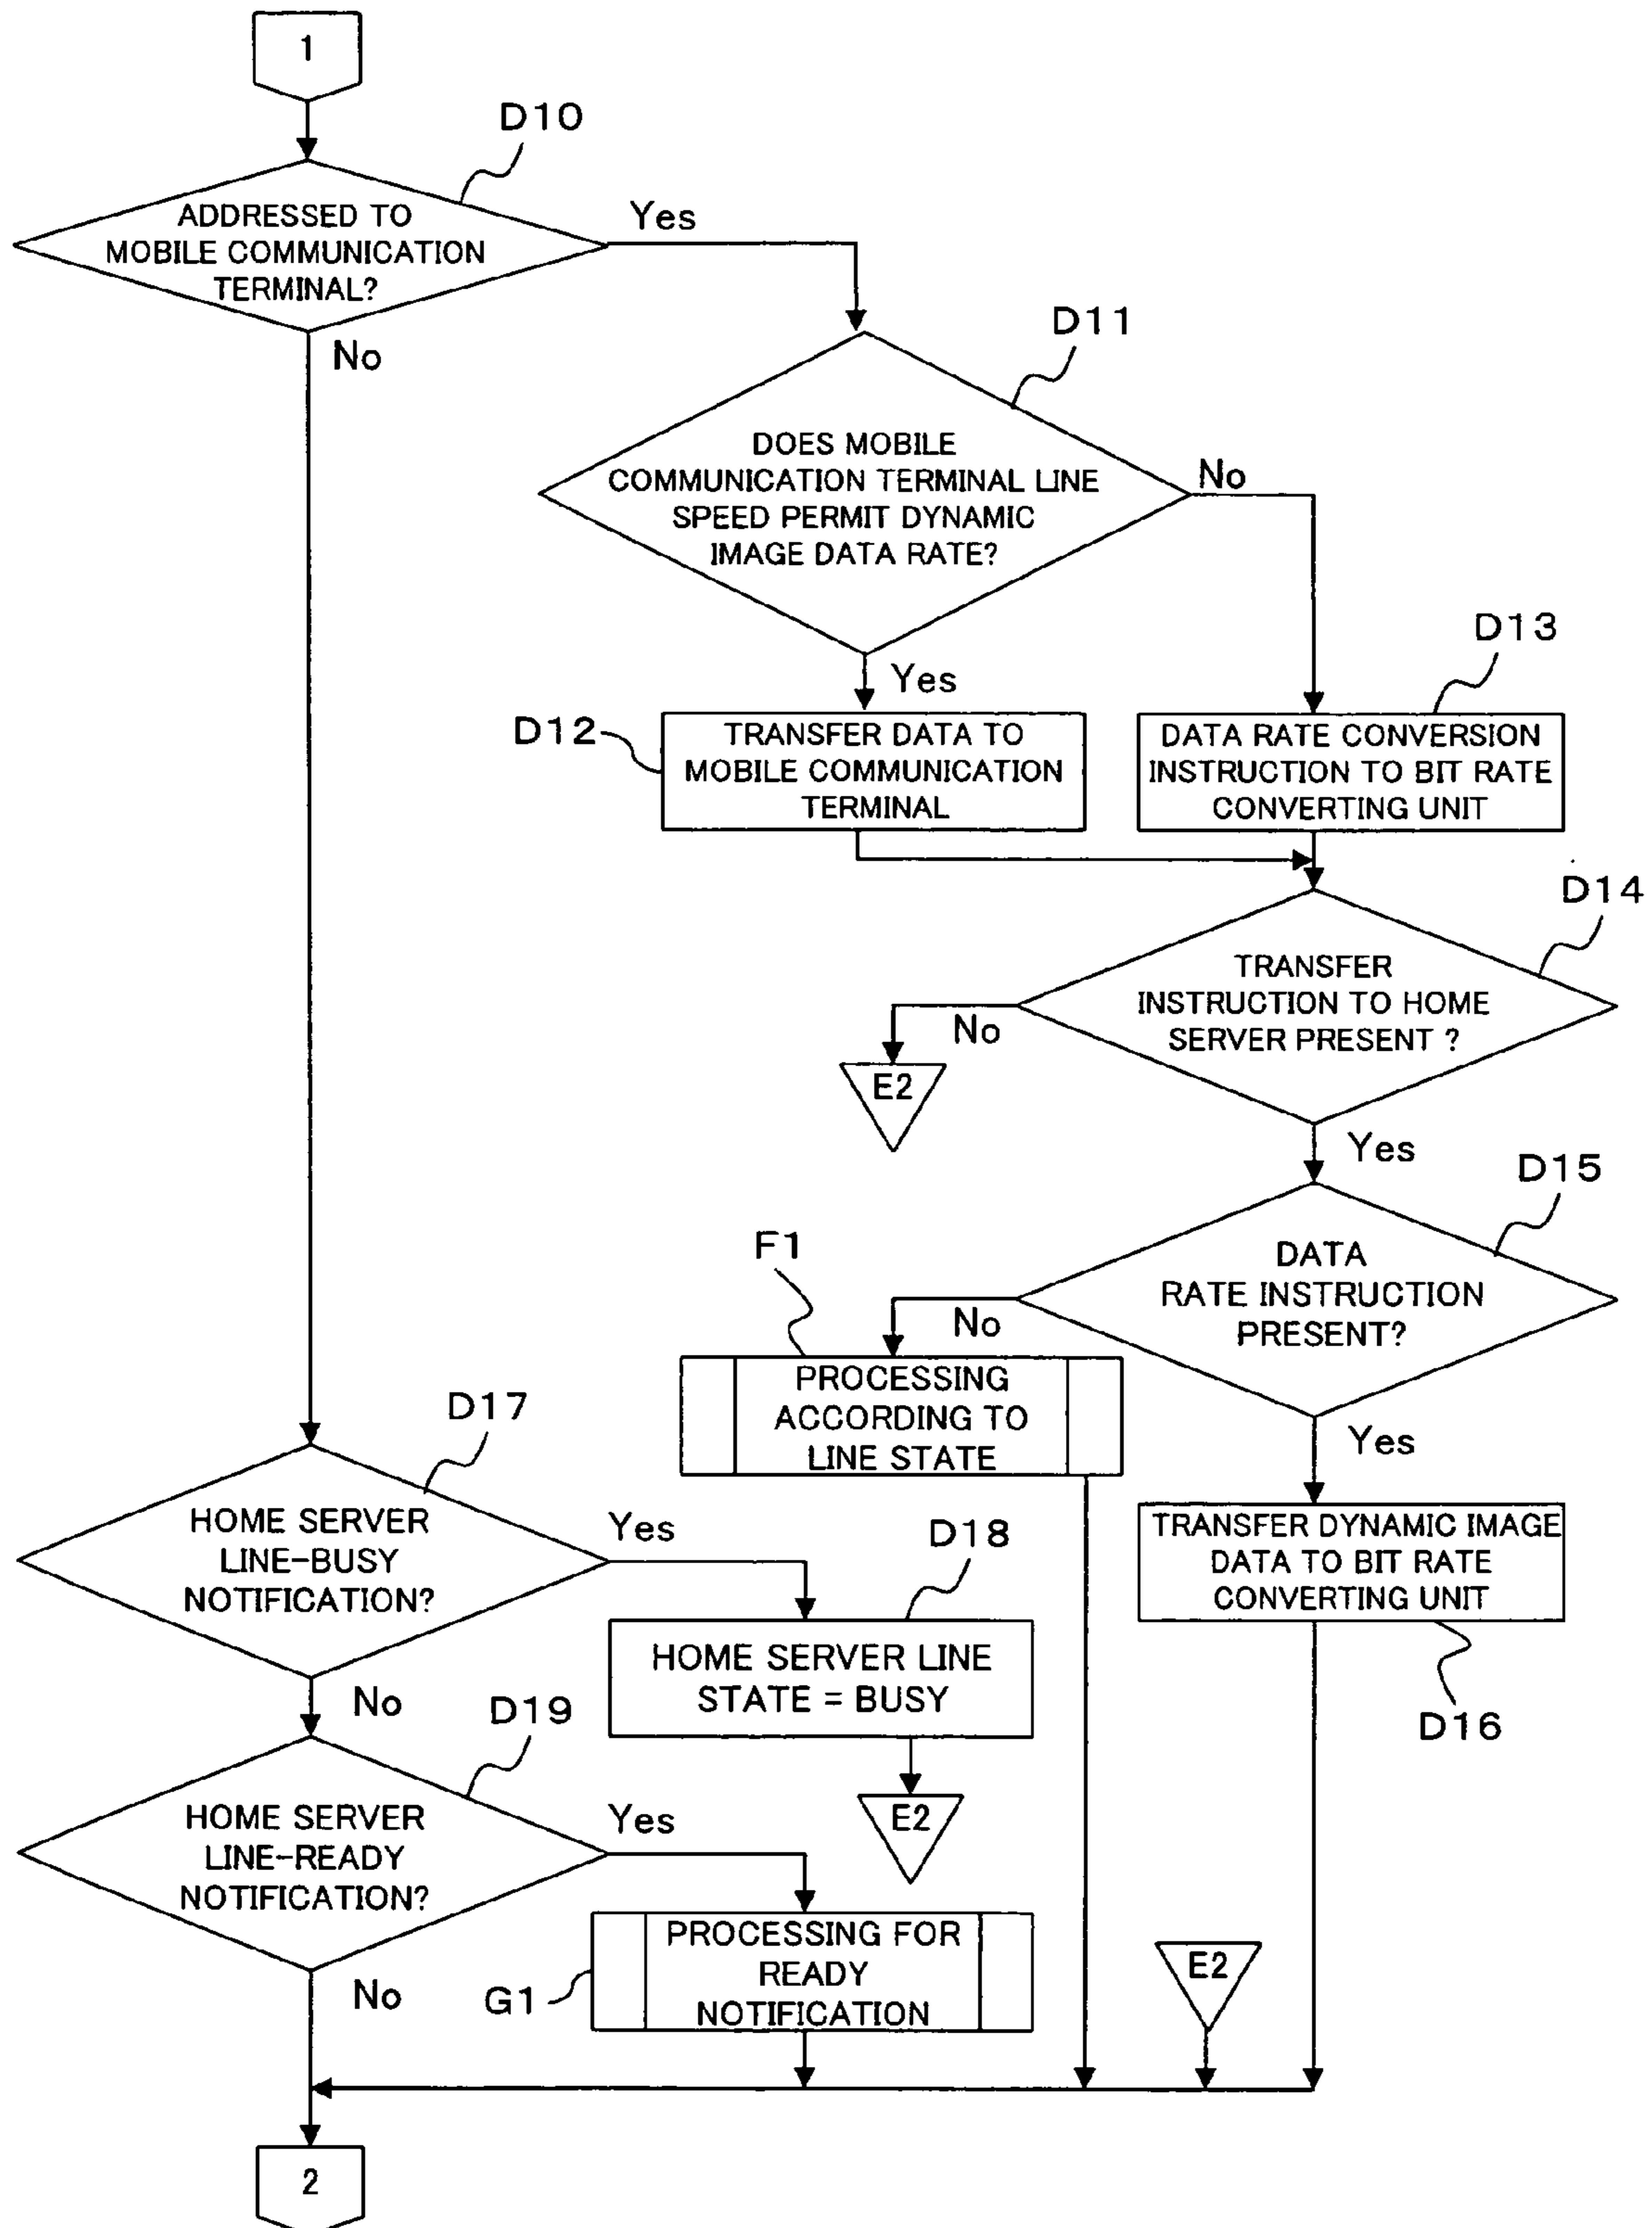 1
D10
ADDRESSED TO
MOBILE COMMUNICATION
TERMINAL?
Yes
No
D11
DOES MOBILE
COMMUNICATION TERMINAL LINE
SPEED PERMIT DYNAMIC
IMAGE DATA RATE?
No
Yes
D12
TRANSFER DATA TO
MOBILE COMMUNICATION
TERMINAL
D13
DATA RATE CONVERSION
INSTRUCTION TO BIT RATE
CONVERTING UNIT
D14
TRANSFER
INSTRUCTION TO HOME
SERVER PRESENT ?
No
E2
Yes
D15
DATA
RATE INSTRUCTION
PRESENT?
No
F1
PROCESSING
ACCORDING TO
LINE STATE
Yes
TRANSFER DYNAMIC IMAGE
DATA TO BIT RATE
CONVERTING UNIT
D16
D17
HOME SERVER
LINE-BUSY
NOTIFICATION?
Yes
D18
HOME SERVER LINE
STATE = BUSY
E2
No
D19
HOME SERVER
LINE-READY
NOTIFICATION?
Yes
G1
PROCESSING FOR
READY
NOTIFICATION
E2
No
2